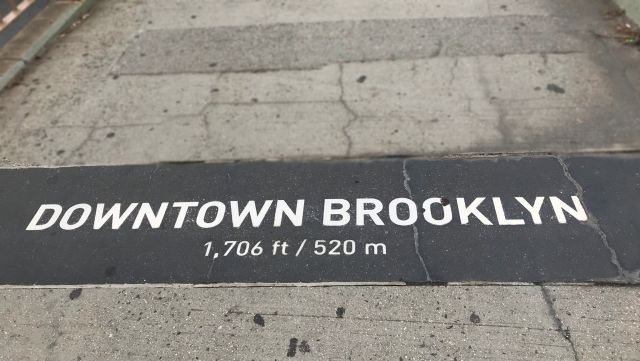 DOWNTOWN BROOKLYN
1,706 ft / 520 m